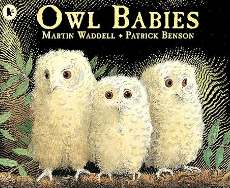 OWL BABIES
MARTIN WADDELL • PATRICK BENSON